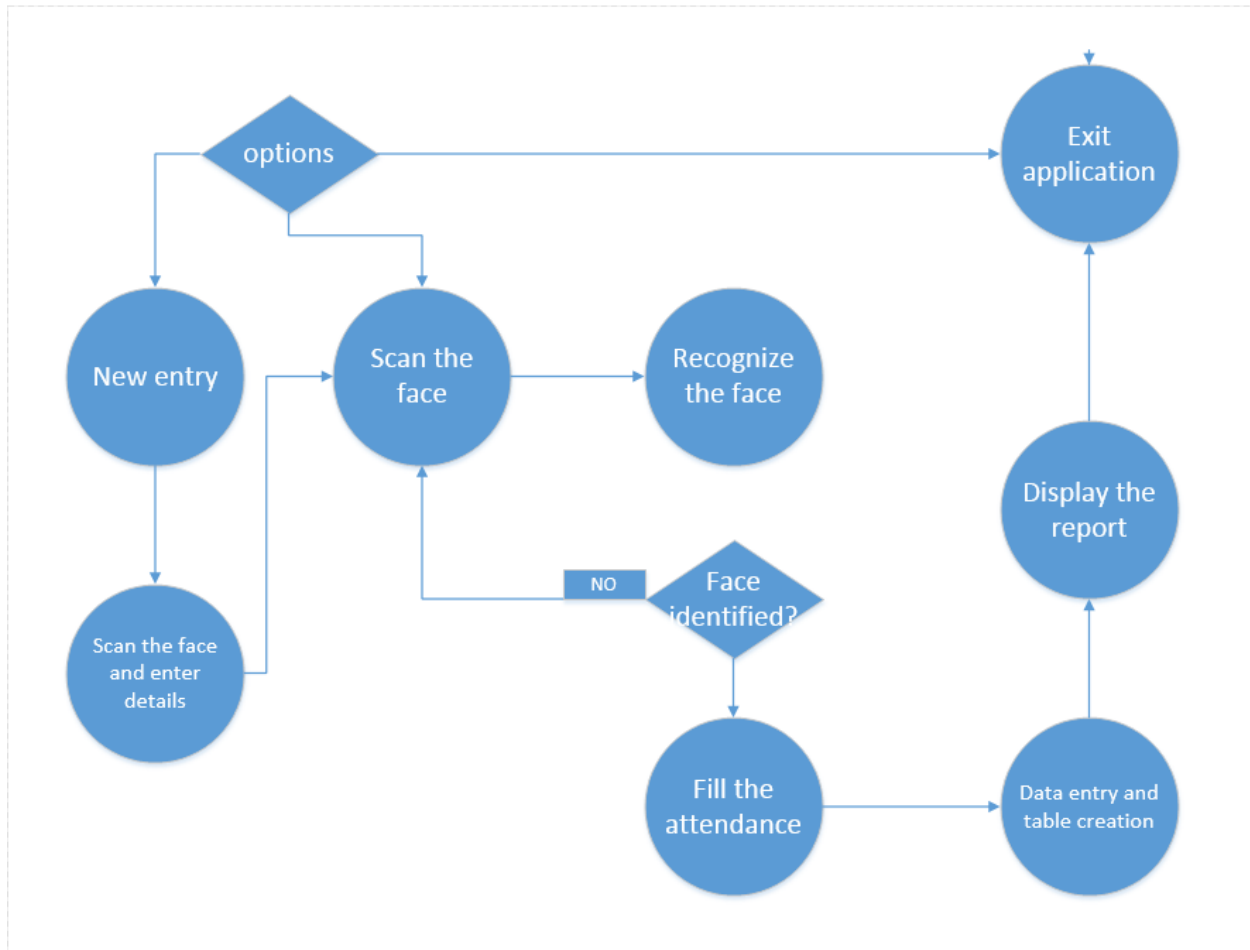 options
Exit
application
New entry
Scan the
face
Recognize
the face
Display the
report
NO
Face
identified?
Scan the face
and enter
details
Fill the
attendance
Data entry and
table creation